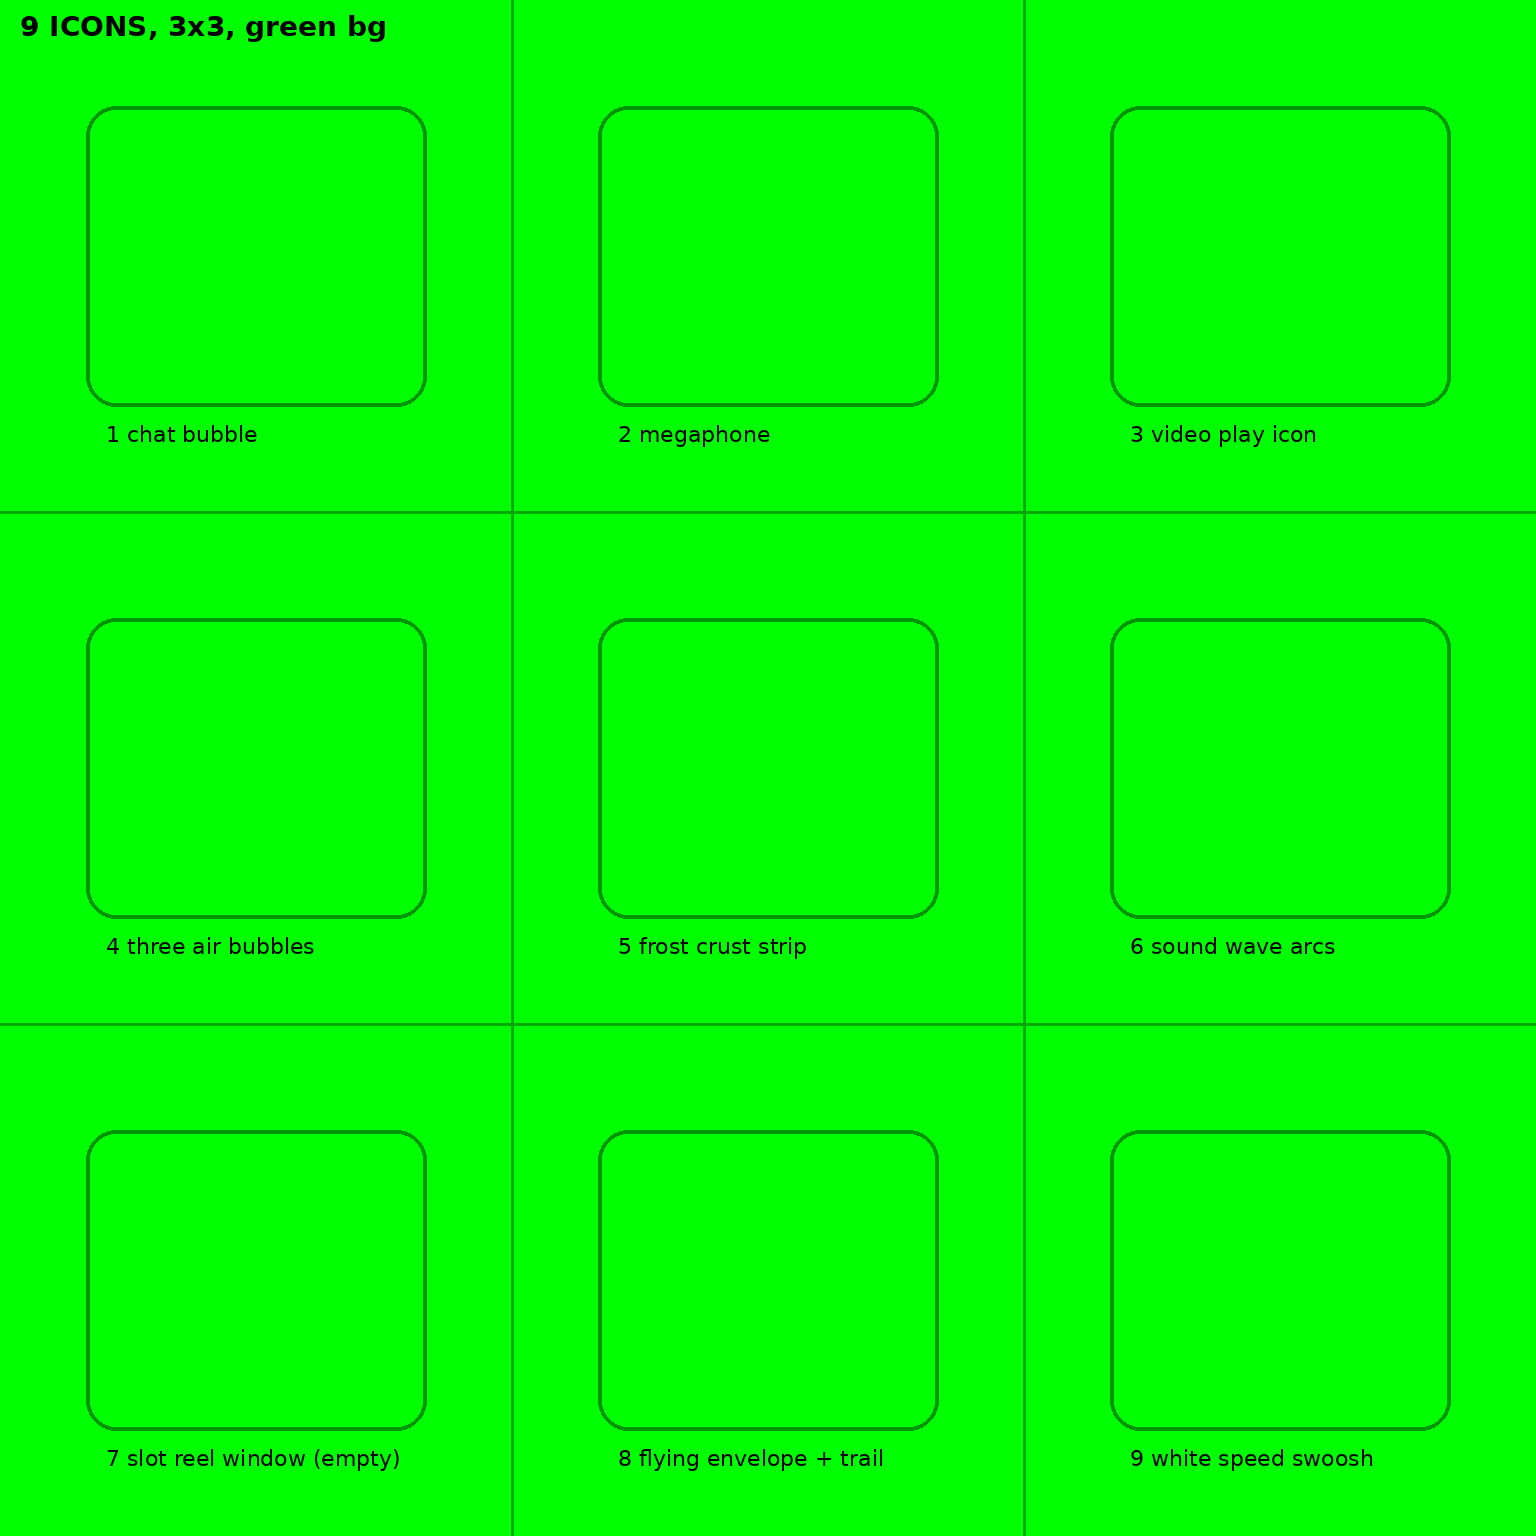 9 ICONS, 3x3, green bg
1 chat bubble
2 megaphone
3 video play icon
4 three air bubbles
5 frost crust strip
6 sound wave arcs
7 slot reel window (empty)
8 flying envelope + trail
9 white speed swoosh